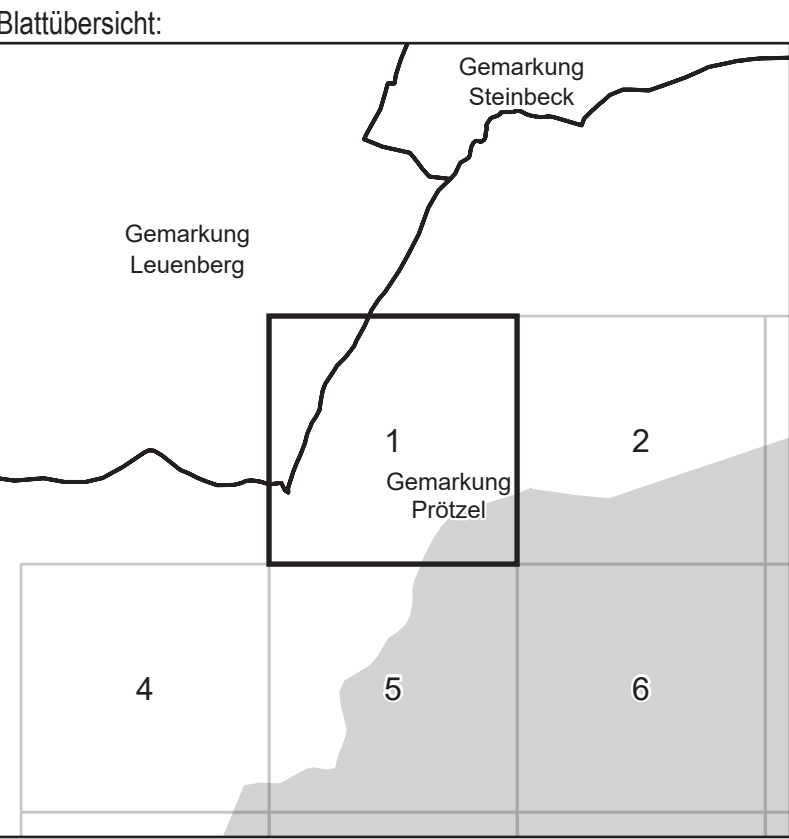 Blattübersicht:
Gemarkung
Steinbeck
Gemarkung
Leuenberg
1
2
Gemarkung
Prötzel
4
5
6